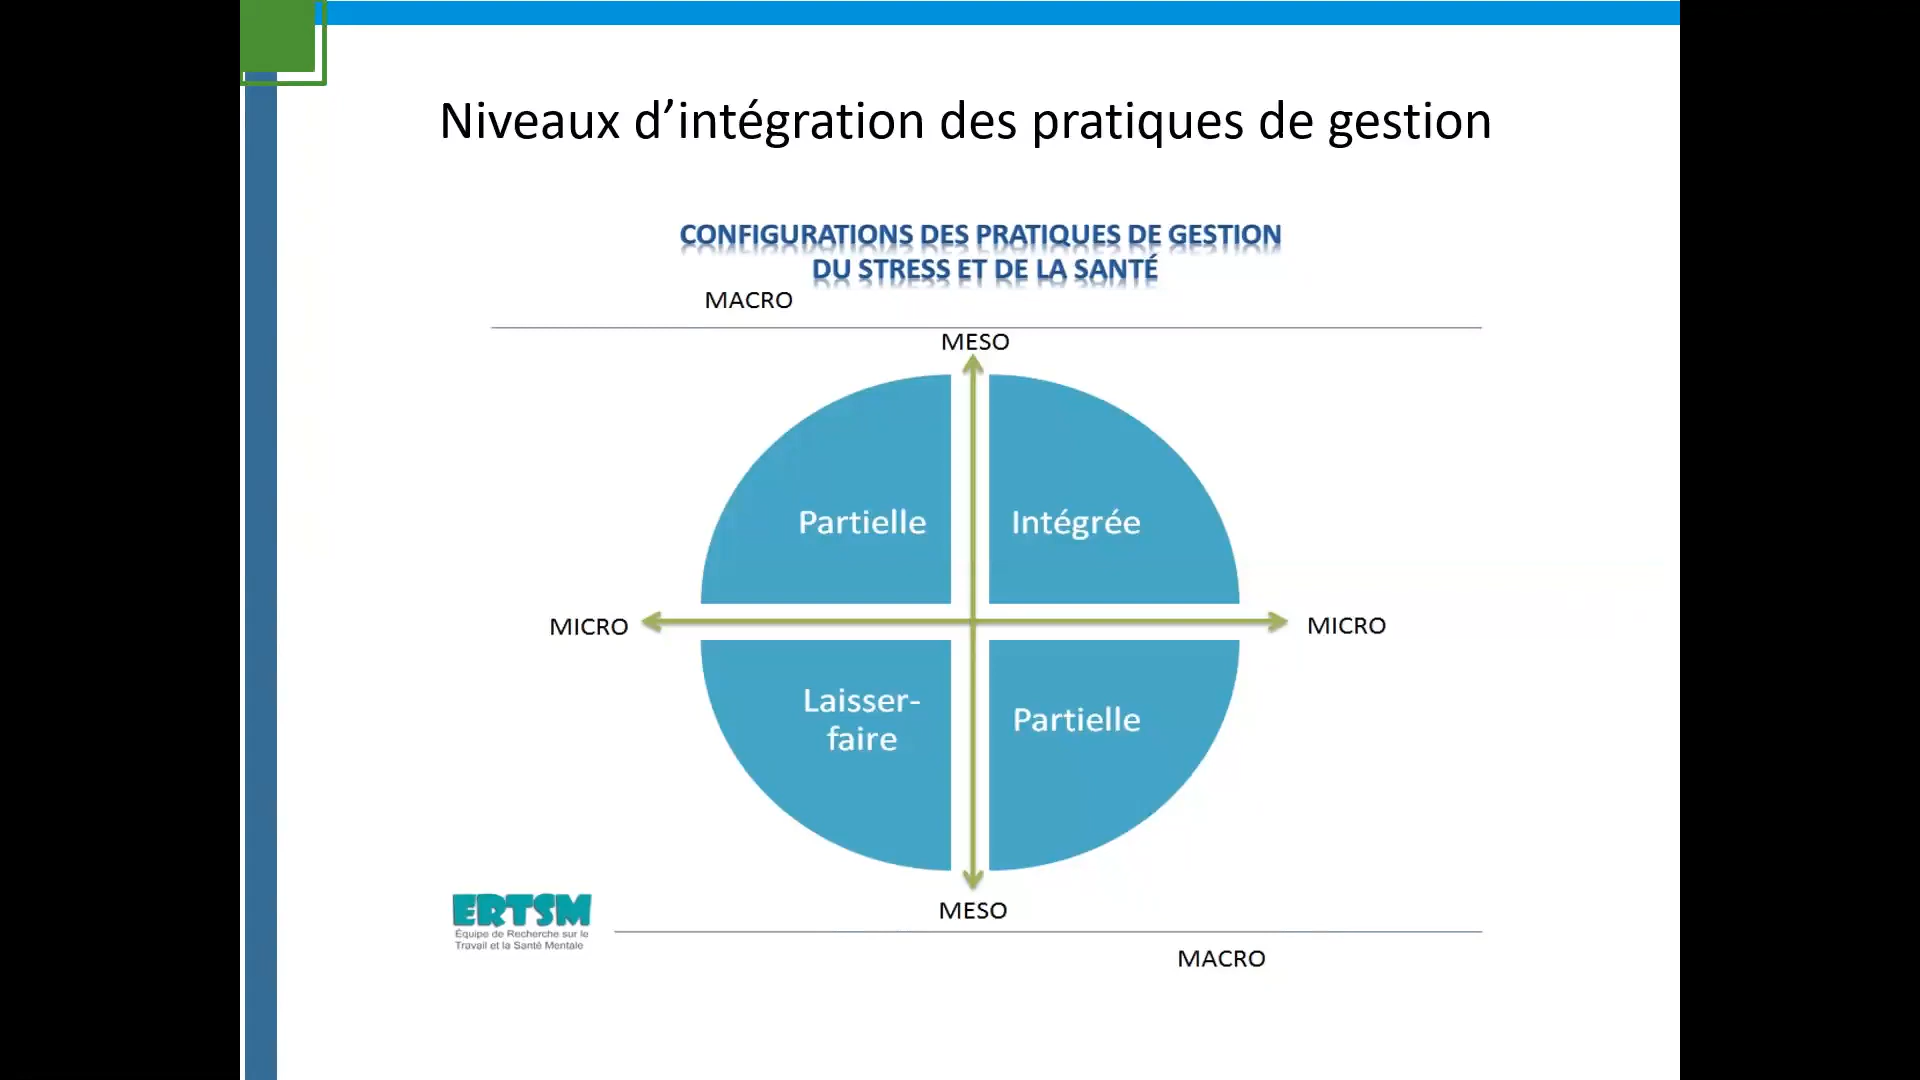 Niveaux d’intégration des pratiques de gestion
CONFIGURATIONS DES PRATIQUES DE GESTION
DU STRESS ET DE LA SANTÉ
MACRO
MESO
Partielle
Intégrée
MICRO
MICRO
Laisser-
faire
Partielle
MESO
ERTSM
Équipe de Recherche sur le
Travail et la Santé Mentale
MACRO